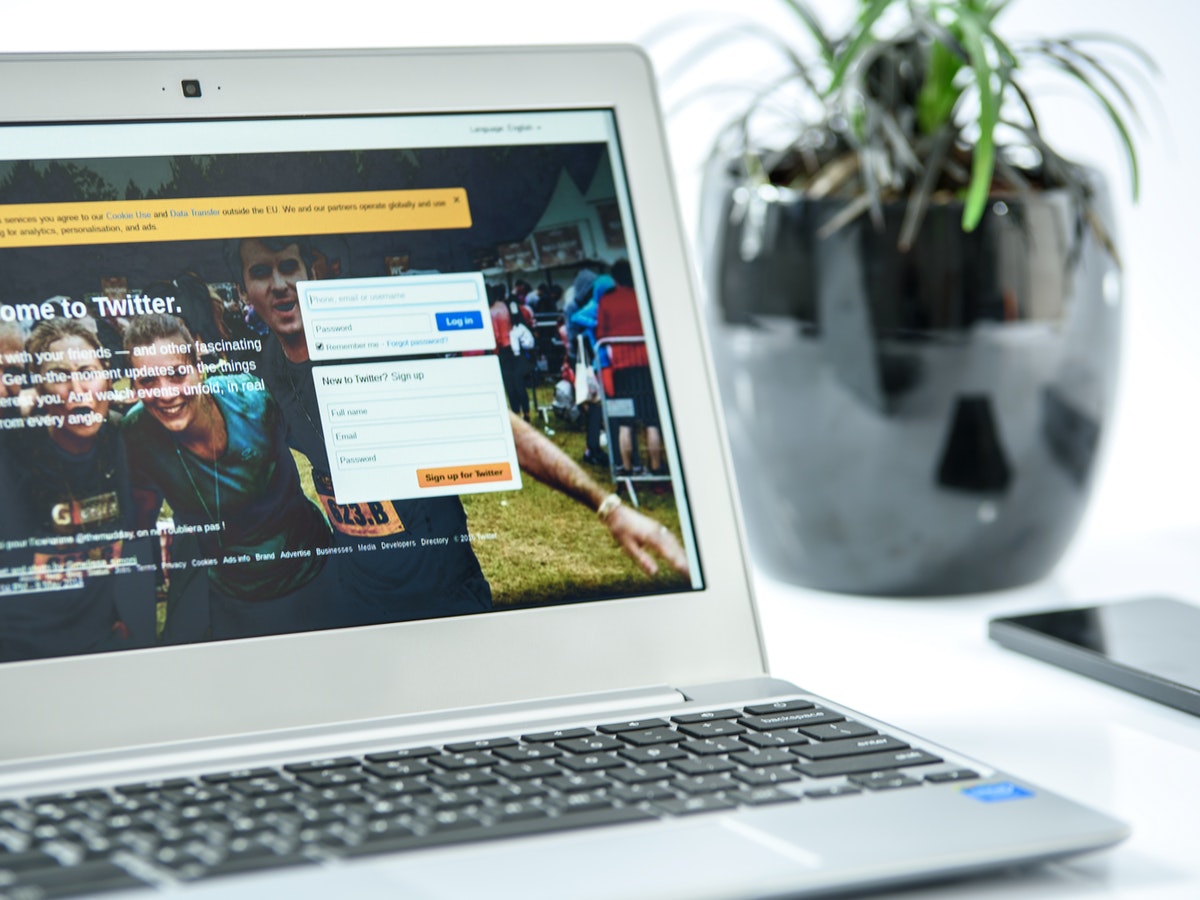 Language: English
services you agree to our Cookie Use and Data Transfer outside the EU. We and our partners operate globally and use
for analytics, personalisation, and ads.
ome to Twitter.
Phone, email or username
Password
Log in
Remember me · Forgot password?
with your friends — and other fascinating
Get in-the-moment updates on the things
you. And watch events unfold, in real
from every angle.
New to Twitter? Sign up
Full name
Email
Password
Sign up for Twitter
623.B
pour @themudday, on ne l'oubliera pas !
Terms Privacy Cookies Ads info Brand Advertise Businesses Media Developers Directory © Twitter
backspace
enter